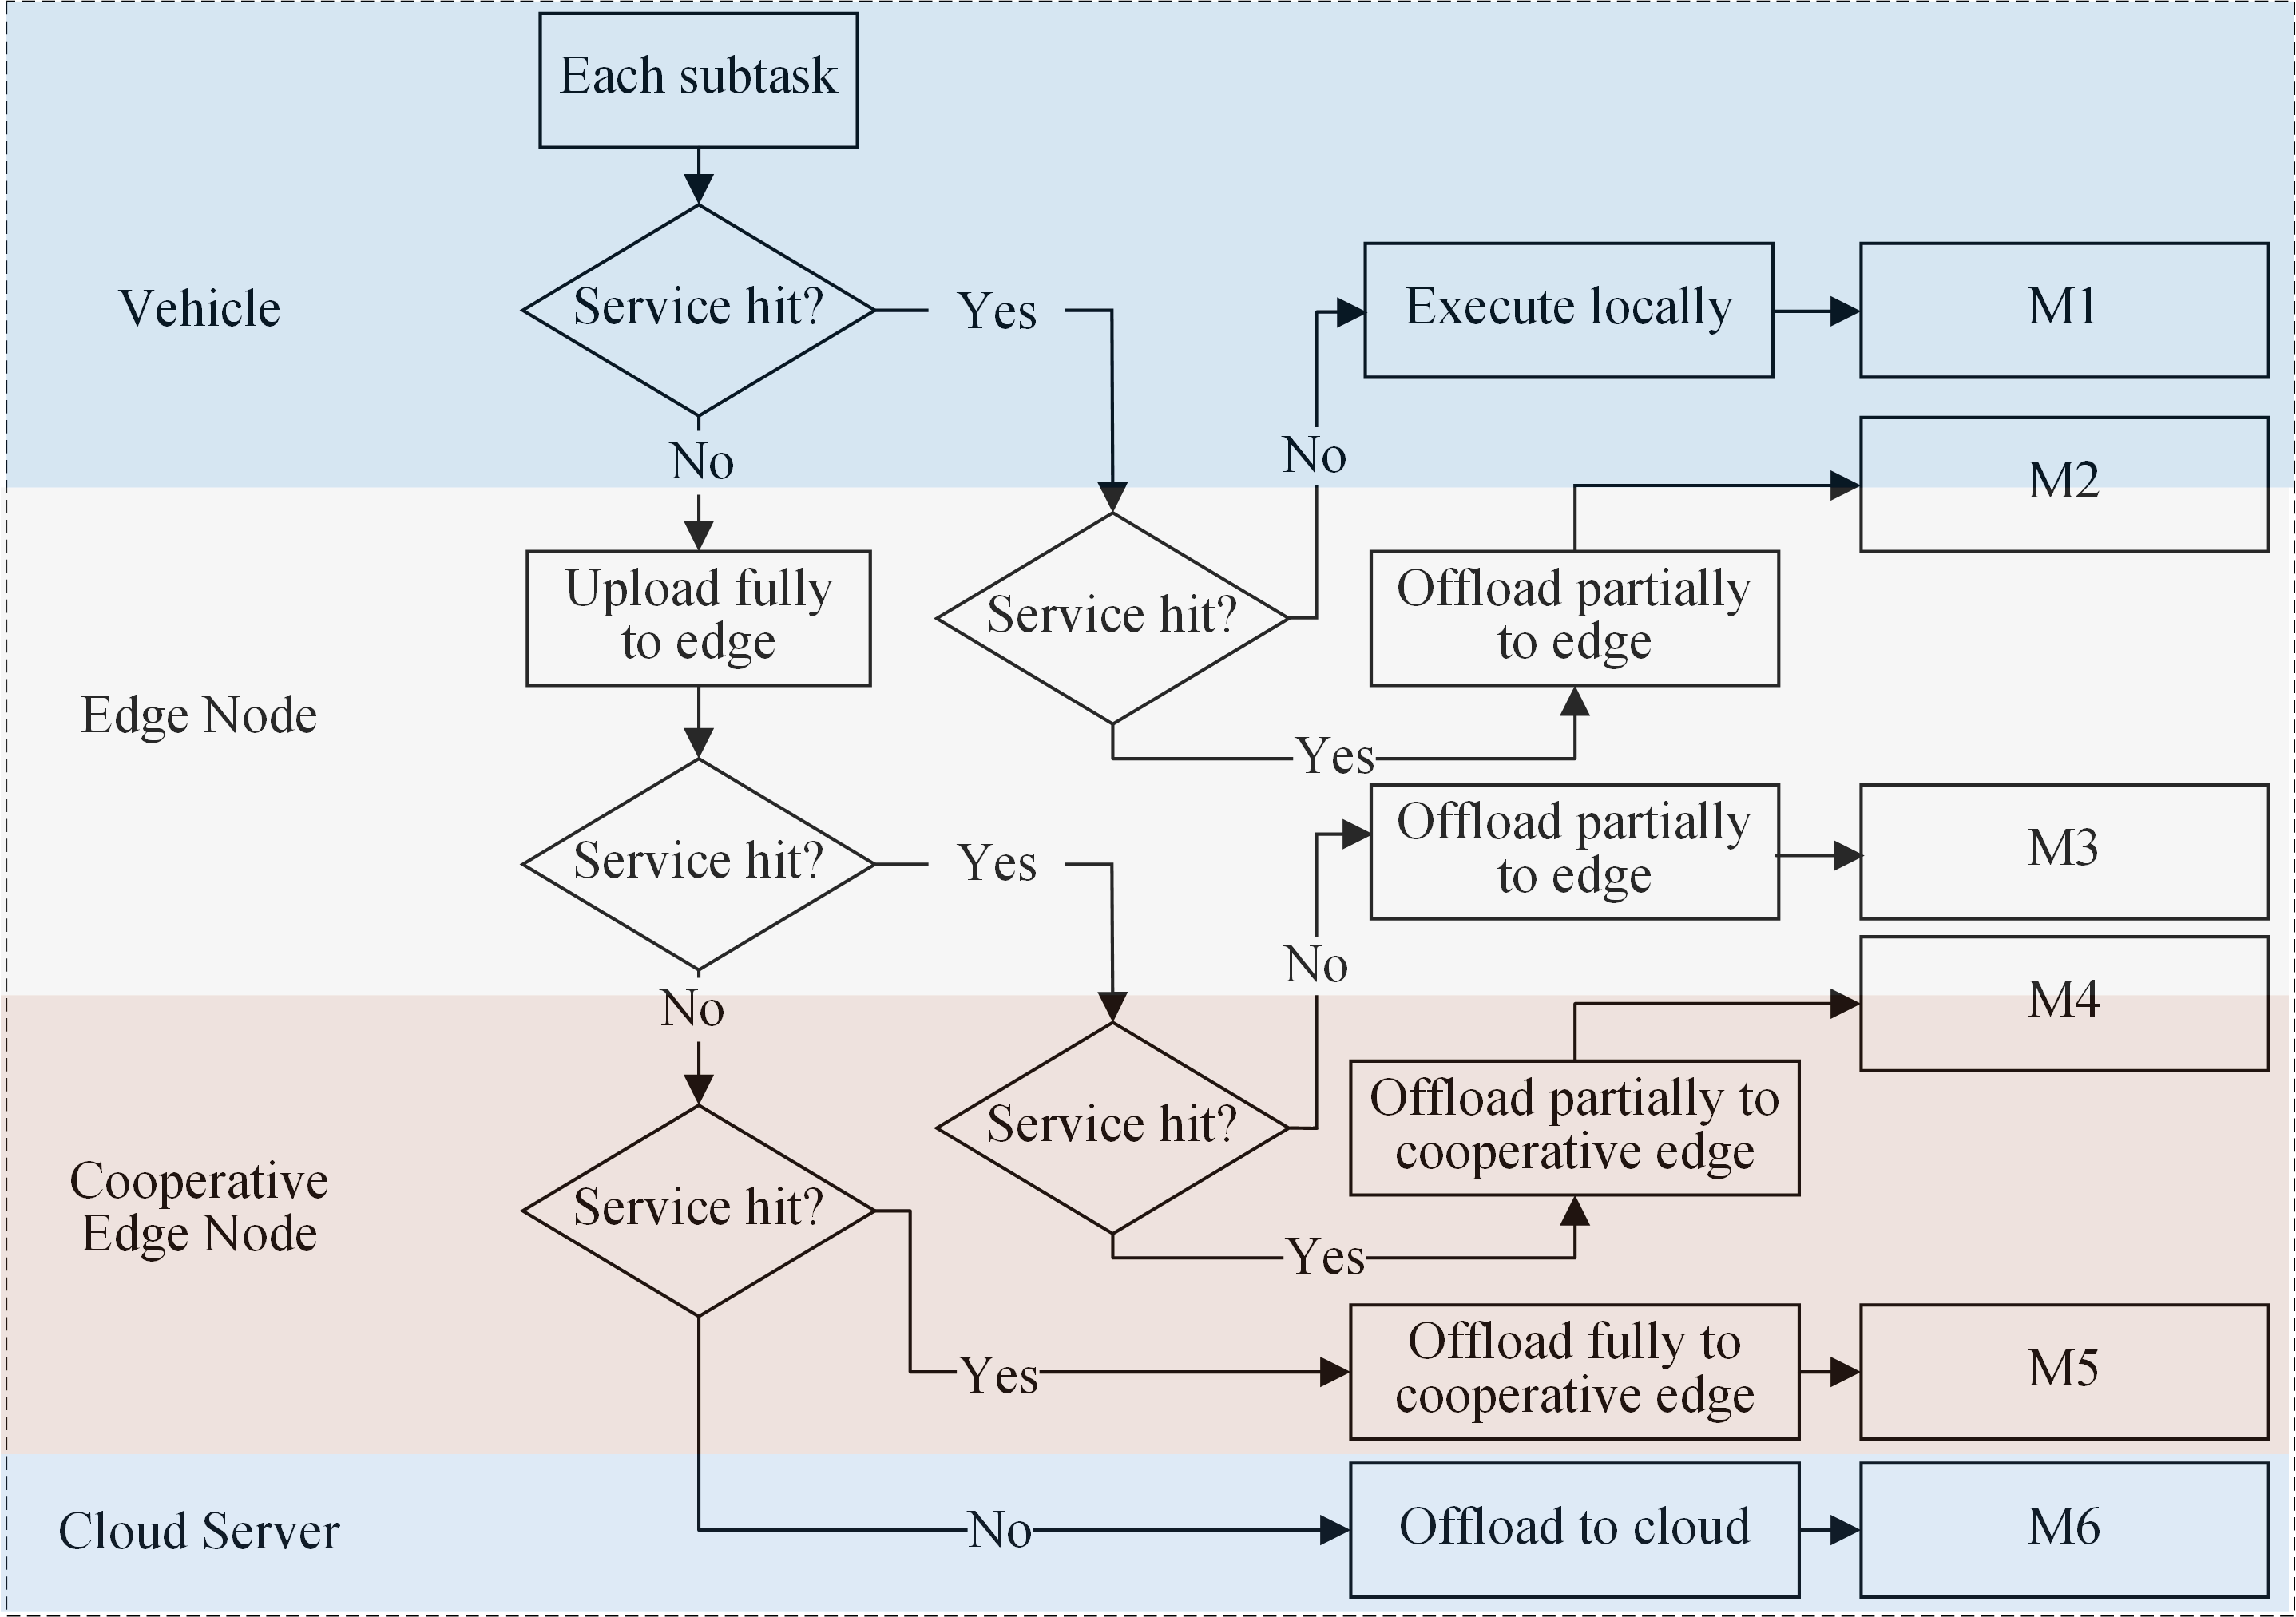 Each subtask
Vehicle
Service hit?
Yes
Execute locally
M1
No
No
M2
Upload fully
to edge
Service hit?
Offload partially
to edge
Edge Node
Yes
Service hit?
Yes
Offload partially
to edge
M3
No
No
M4
Cooperative
Edge Node
Service hit?
Service hit?
Offload partially to
cooperative edge
Yes
Yes
Offload fully to
cooperative edge
M5
Cloud Server
No
Offload to cloud
M6